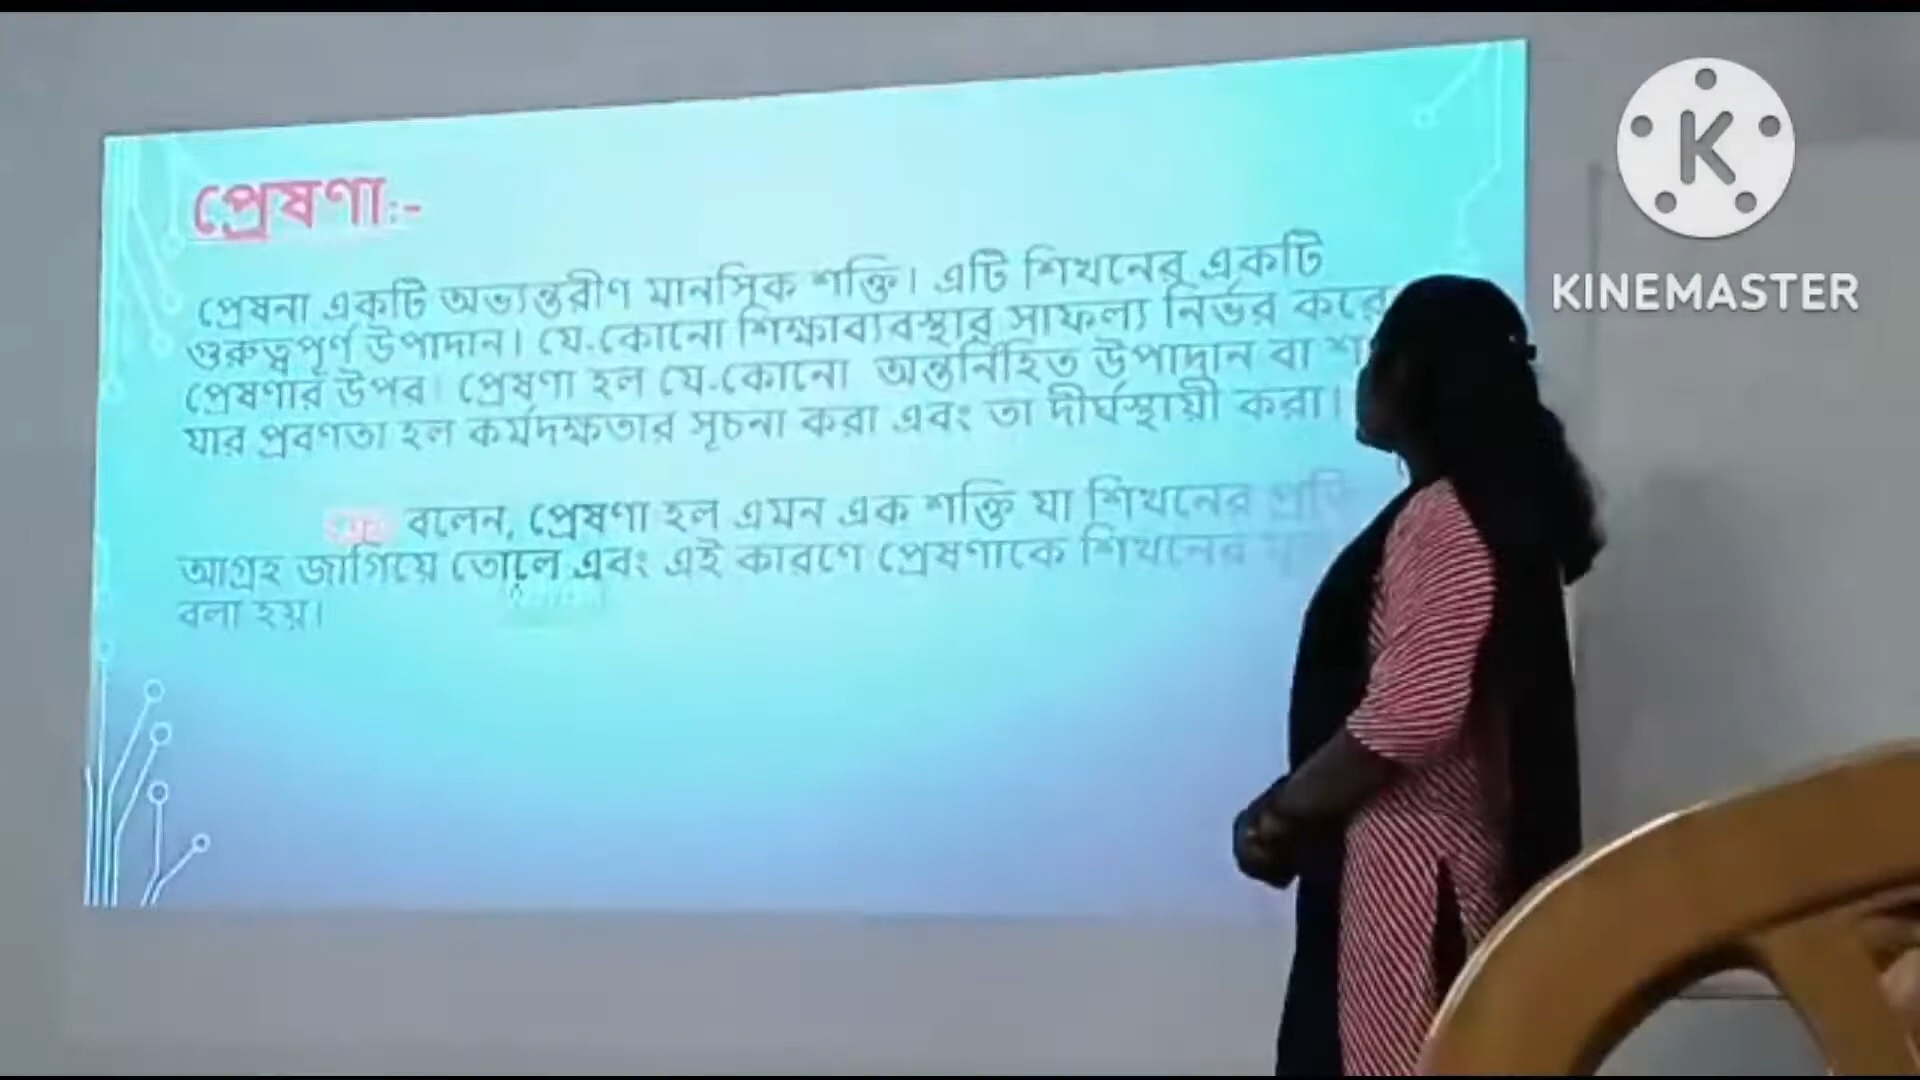 প্রেষণা:-
প্রেষনা একটি অভ্যন্তরীণ মানসিক শক্তি। এটি শিখনের একটি
গুরুত্বপূর্ণ উপাদান। যে-কোনো শিক্ষাব্যবস্থার সাফল্য নির্ভর করে
প্রেষণার উপর। প্রেষণা হল যে-কোনো অন্তর্নিহিত উপাদান বা
যার প্রবণতা হল কর্মদক্ষতার সূচনা করা এবং তা দীর্ঘস্থায়ী করা।
বলেন, প্রেষণা হল এমন এক শক্তি যা শিখনের
আগ্রহ জাগিয়ে তোলে এবং এই কারণে প্রেষণাকে শিখনের
বলা হয়।
K
KINEMASTER